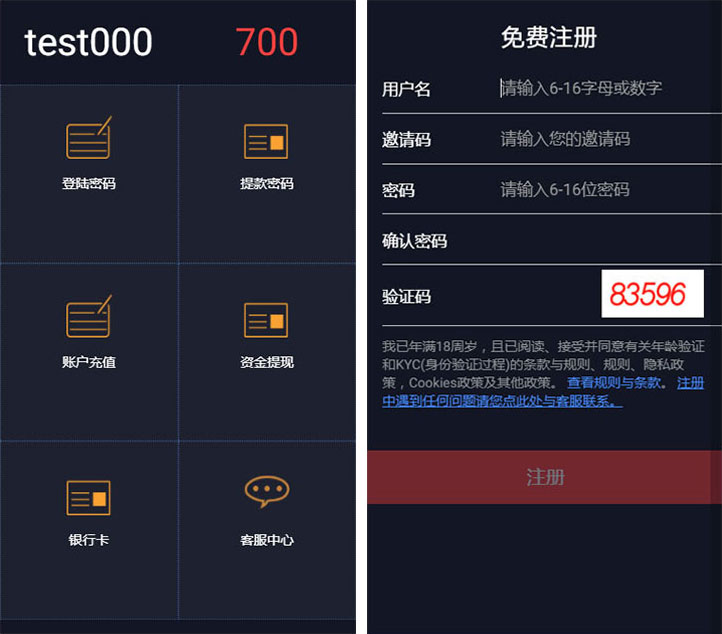 test000 700
登陆密码 提款密码
账户充值 资金提现
银行卡 客服中心
免费注册
用户名 请输入6-16字母或数字
邀请码 请输入您的邀请码
密码 请输入6-16位密码
确认密码
验证码 83596
我已年满18周岁，且已阅读、接受并同意有关年龄验证
和KYC(身份验证过程)的条款与规则、规则、隐私政
策，Cookies政策及其他政策。 查看规则与条款。 注册
中遇到任何问题请您点此处与客服联系。
注册